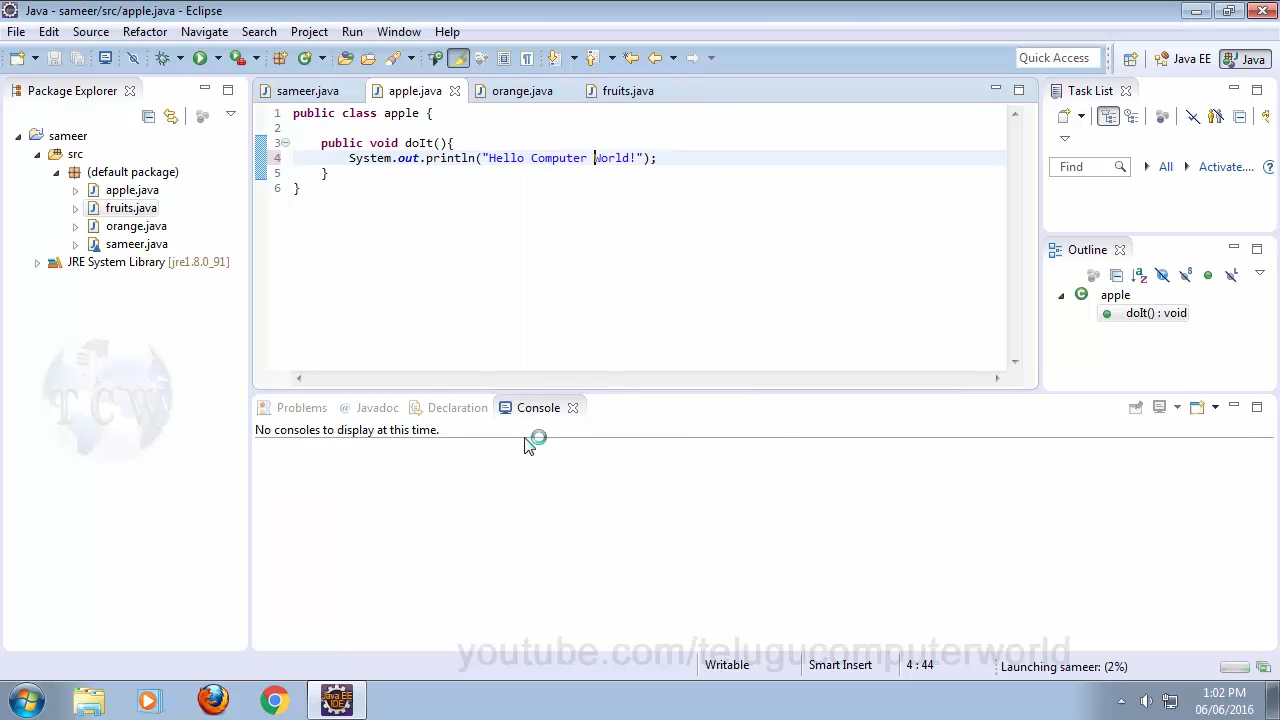 Java - sameer/src/apple.java - Eclipse
File Edit Source Refactor Navigate Search Project Run Window Help
Quick Access Java EE Java
Package Explorer
sameer
src
(default package)
apple.java
fruits.java
orange.java
sameer.java
JRE System Library [jre1.8.0_91]
TCW
sameer.java apple.java orange.java fruits.java
1 public class apple {
2
3 public void doIt(){
4 System.out.println("Hello Computer World!");
5 }
6 }
Task List
Find All Activate...
Outline
apple
doIt() : void
Problems Javadoc Declaration Console
No consoles to display at this time.
youtube.com/telugucomputerworld
Writable Smart Insert 4 : 44 Launching sameer: (2%)
Java EE
IDE
1:02 PM
06/06/2016